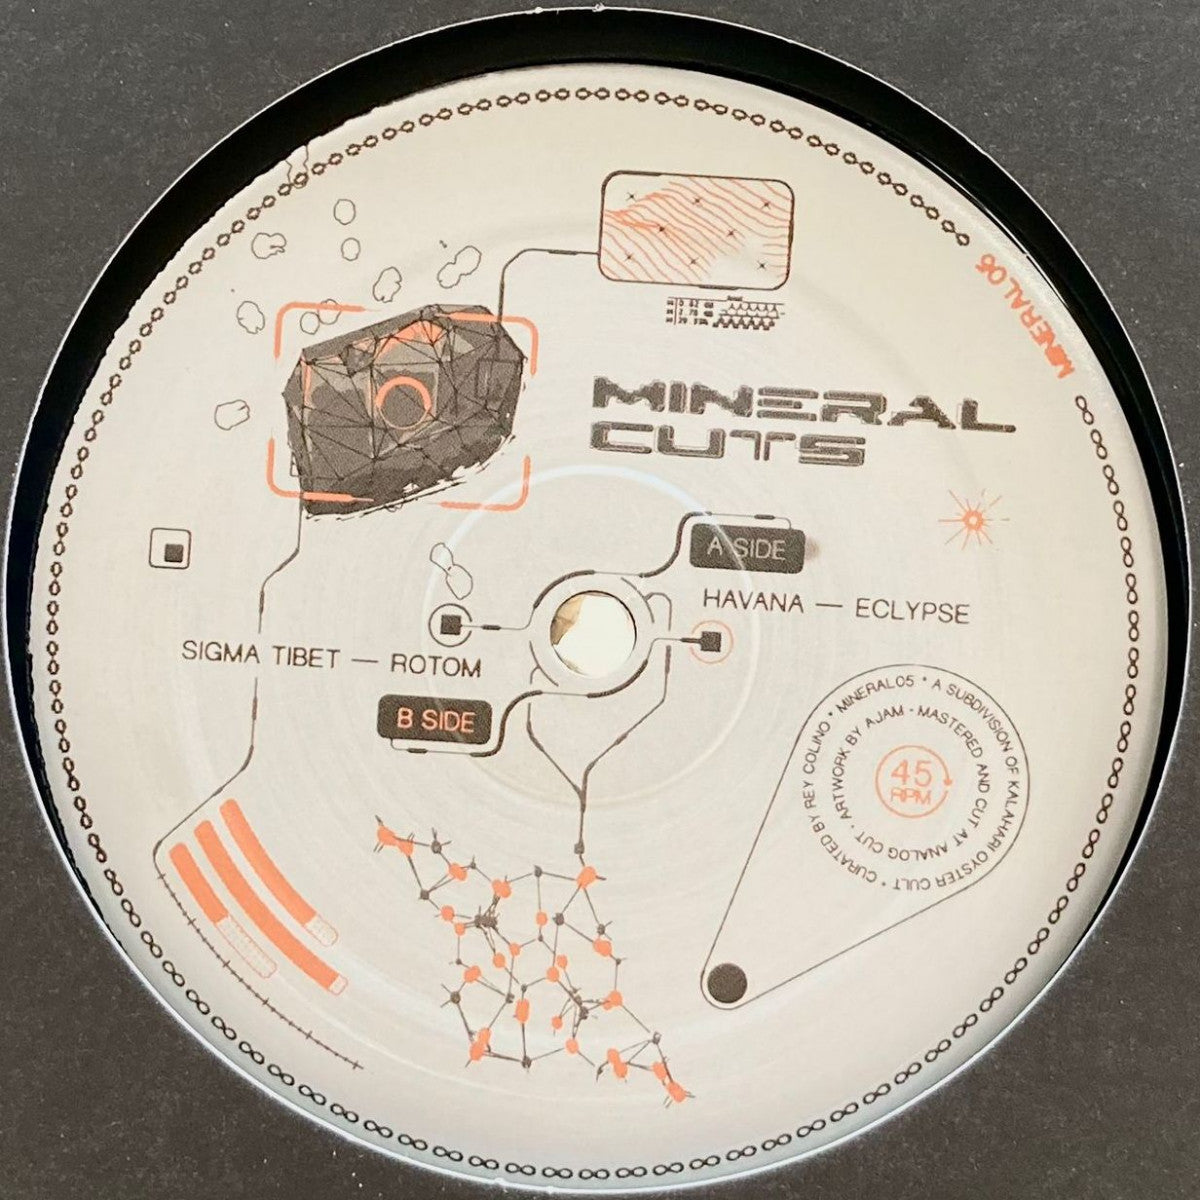 MINERAL05
MINERAL
CUTS
A SIDE
HAVANA — ECLYPSE
SIGMA TIBET — ROTOM
B SIDE
CURATED BY REY COLINO * MINERAL05 * A SUBDIVISION OF KALAHARI OYSTER CULT *
ARTWORK BY AJAM - MASTERED AND CUT AT ANALOG CUT -
45
RPM